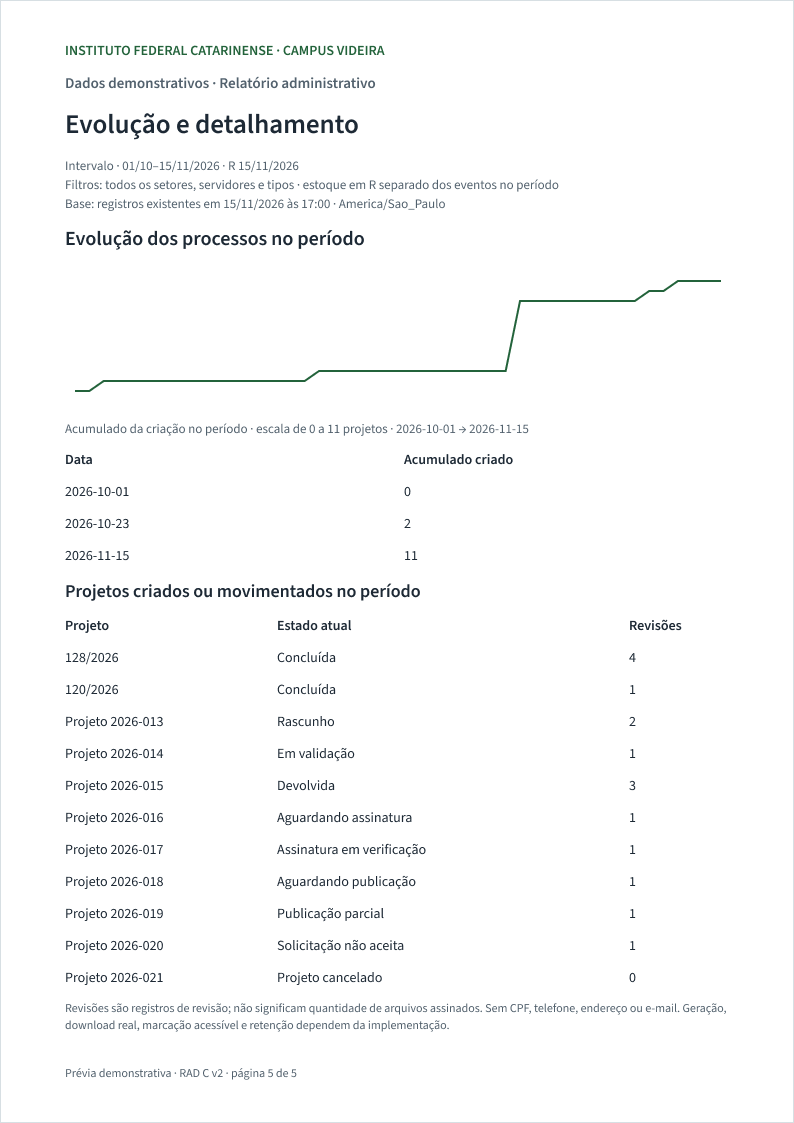 INSTITUTO FEDERAL CATARINENSE · CAMPUS VIDEIRA
Dados demonstrativos · Relatório administrativo
Evolução e detalhamento
Intervalo · 01/10–15/11/2026 · R 15/11/2026
Filtros: todos os setores, servidores e tipos · estoque em R separado dos eventos no período
Base: registros existentes em 15/11/2026 às 17:00 · America/Sao_Paulo
Evolução dos processos no período
Acumulado da criação no período · escala de 0 a 11 projetos · 2026-10-01 → 2026-11-15
Data Acumulado criado
2026-10-01 0
2026-10-23 2
2026-11-15 11
Projetos criados ou movimentados no período
Projeto Estado atual Revisões
128/2026 Concluída 4
120/2026 Concluída 1
Projeto 2026-013 Rascunho 2
Projeto 2026-014 Em validação 1
Projeto 2026-015 Devolvida 3
Projeto 2026-016 Aguardando assinatura 1
Projeto 2026-017 Assinatura em verificação 1
Projeto 2026-018 Aguardando publicação 1
Projeto 2026-019 Publicação parcial 1
Projeto 2026-020 Solicitação não aceita 1
Projeto 2026-021 Projeto cancelado 0
Revisões são registros de revisão; não significam quantidade de arquivos assinados. Sem CPF, telefone, endereço ou e-mail. Geração,
download real, marcação acessível e retenção dependem da implementação.
Prévia demonstrativa · RAD C v2 · página 5 de 5